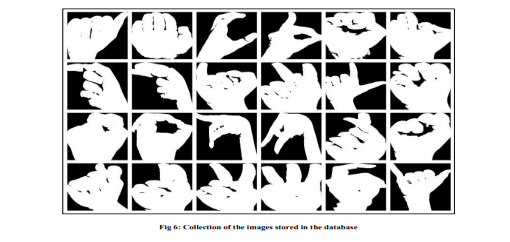 Fig 6: Collection of the images stored in the database